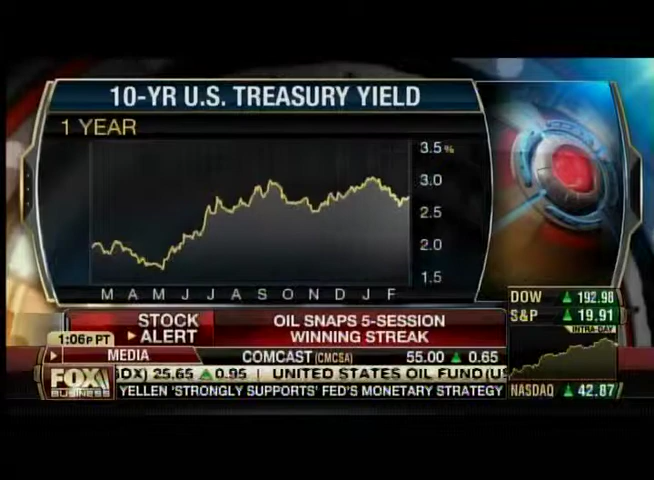 10-YR U.S. TREASURY YIELD
1 YEAR
3.5%
3.0
2.5
2.0
1.5
M A M J J A S O N D J F
STOCK ALERT
OIL SNAPS 5-SESSION
WINNING STREAK
DOW 192.98
S&P 19.91
INTRA-DAY
NASDAQ 42.87
1:06P PT
MEDIA COMCAST (CMCSA) 55.00 0.65
DX) 25.65 0.95 UNITED STATES OIL FUND (US
FOX BUSINESS
YELLEN 'STRONGLY SUPPORTS' FED'S MONETARY STRATEGY